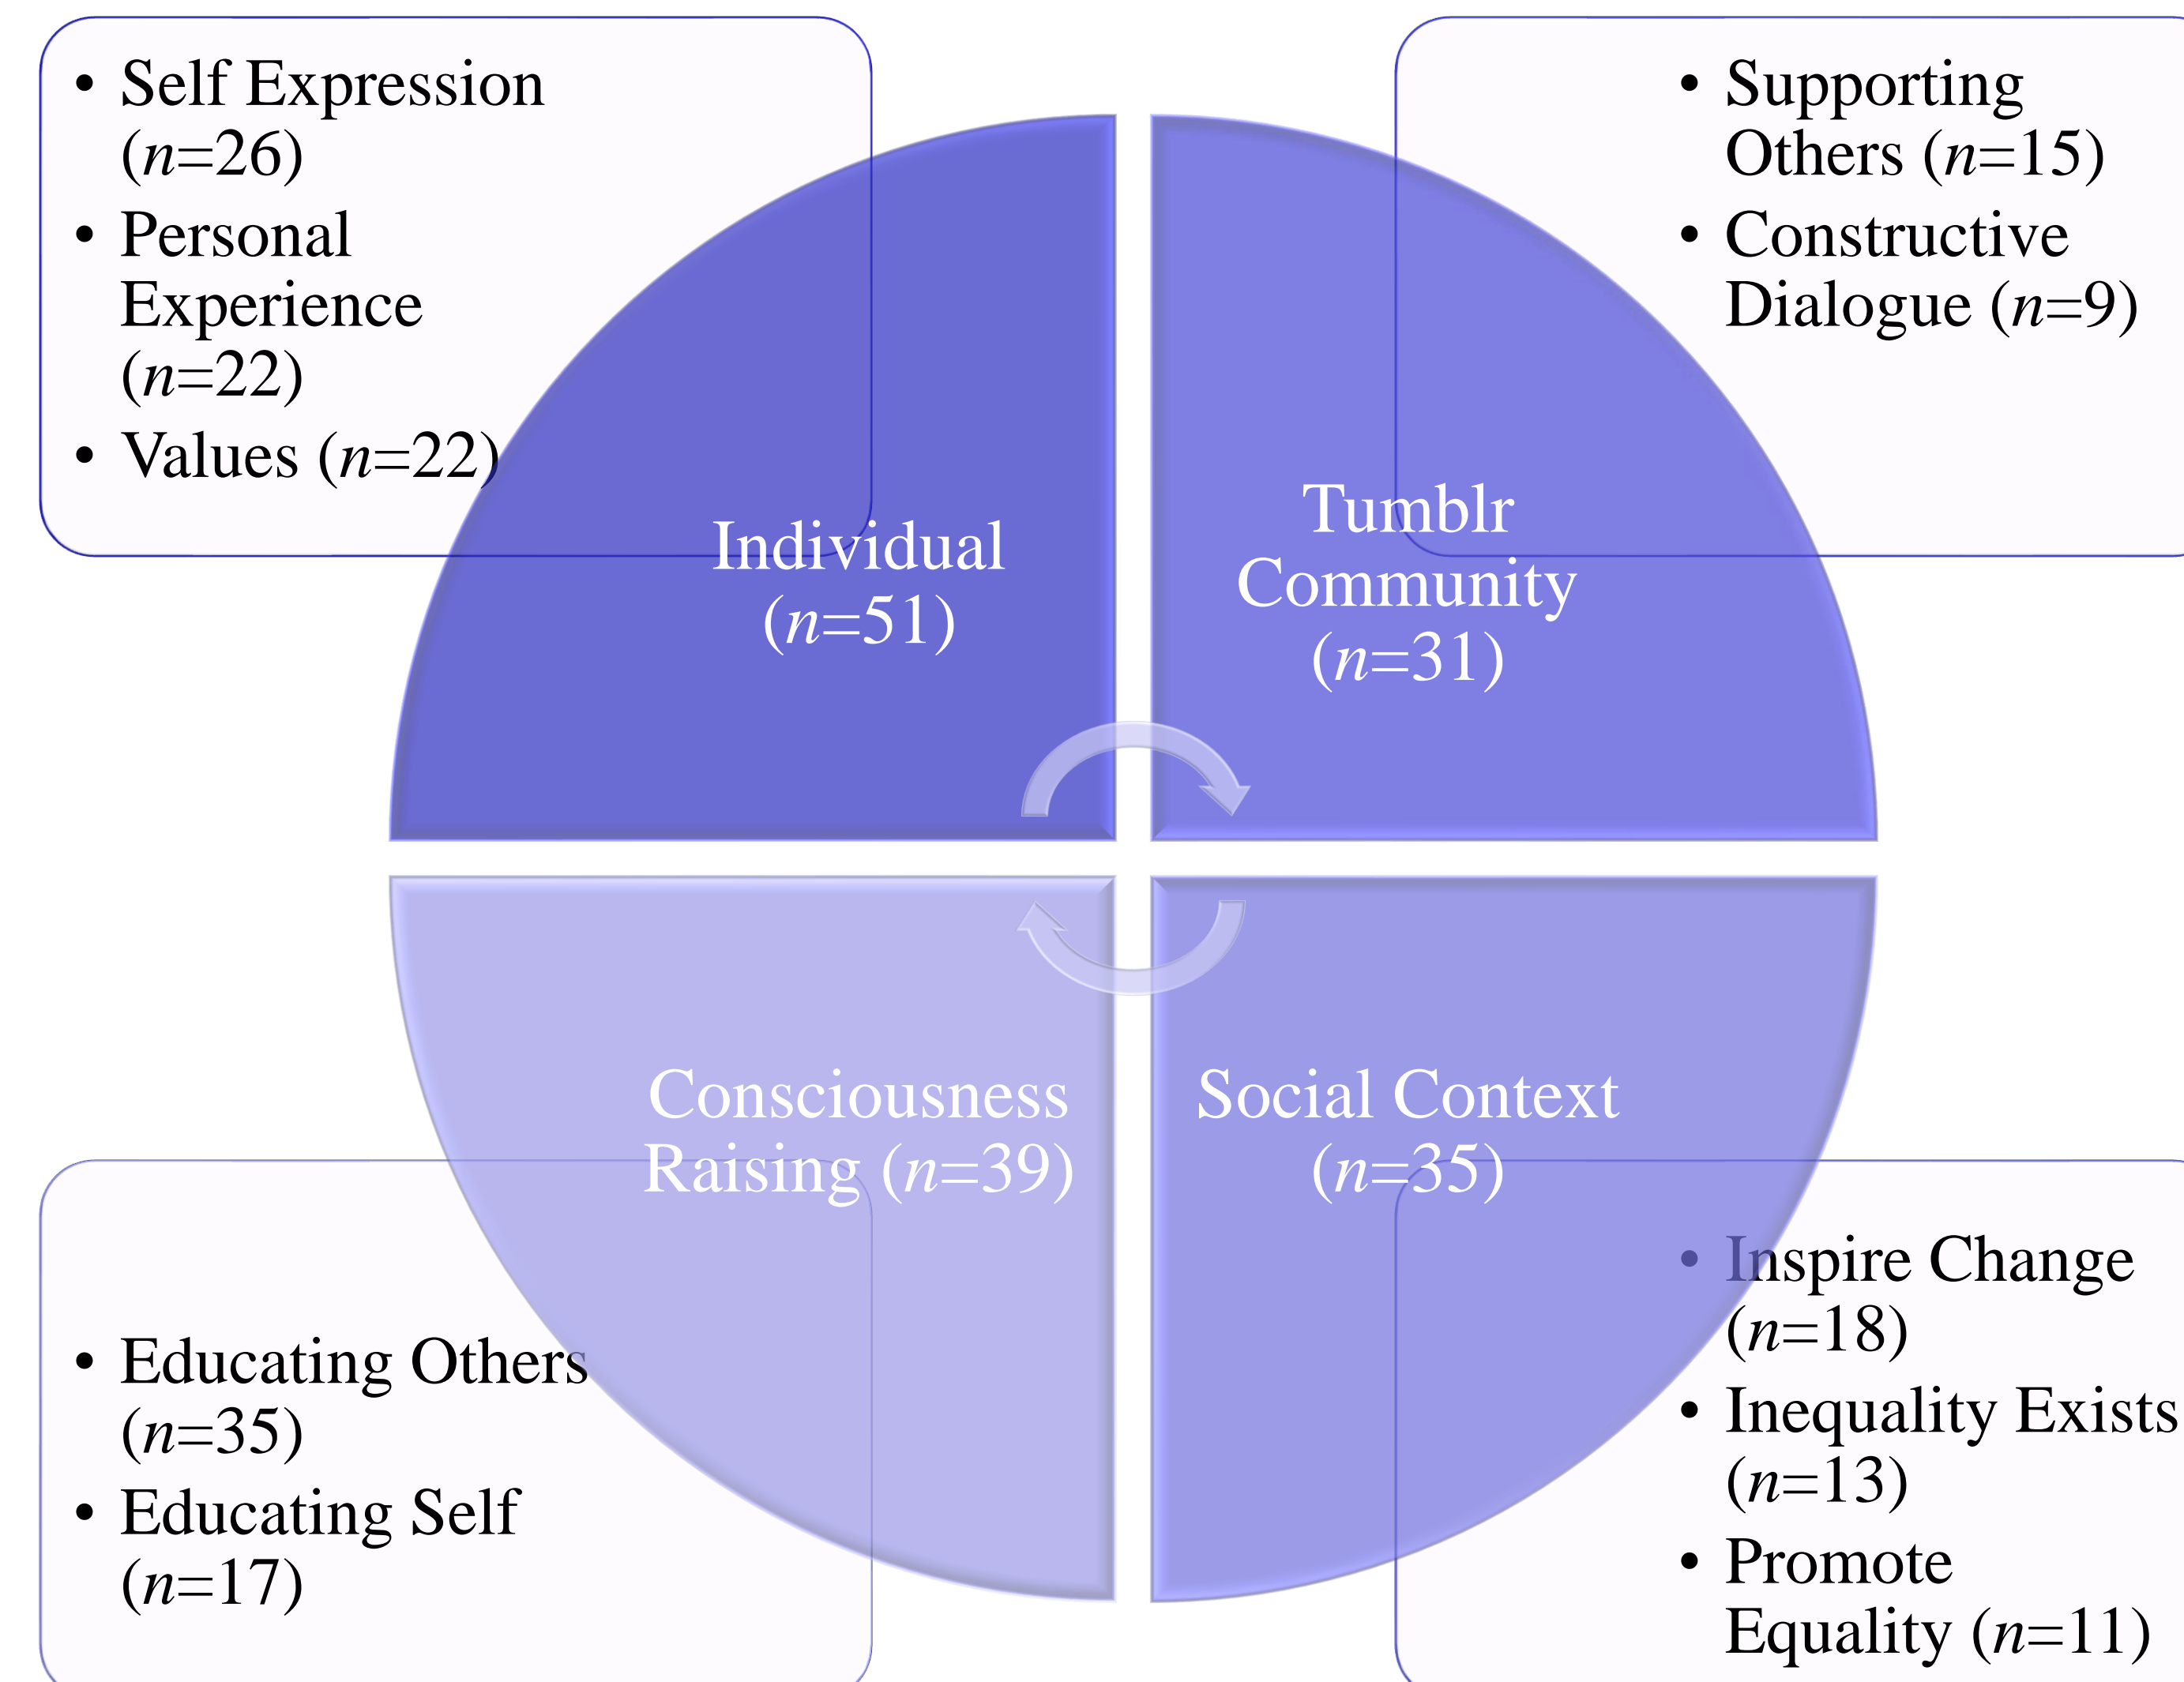 • Self Expression
(n=26)
• Personal
Experience
(n=22)
• Values (n=22)
• Supporting
Others (n=15)
• Constructive
Dialogue (n=9)
Individual
(n=51)
Tumblr
Community
(n=31)
Consciousness
Raising (n=39)
Social Context
(n=35)
• Educating Others
(n=35)
• Educating Self
(n=17)
• Inspire Change
(n=18)
• Inequality Exists
(n=13)
• Promote
Equality (n=11)